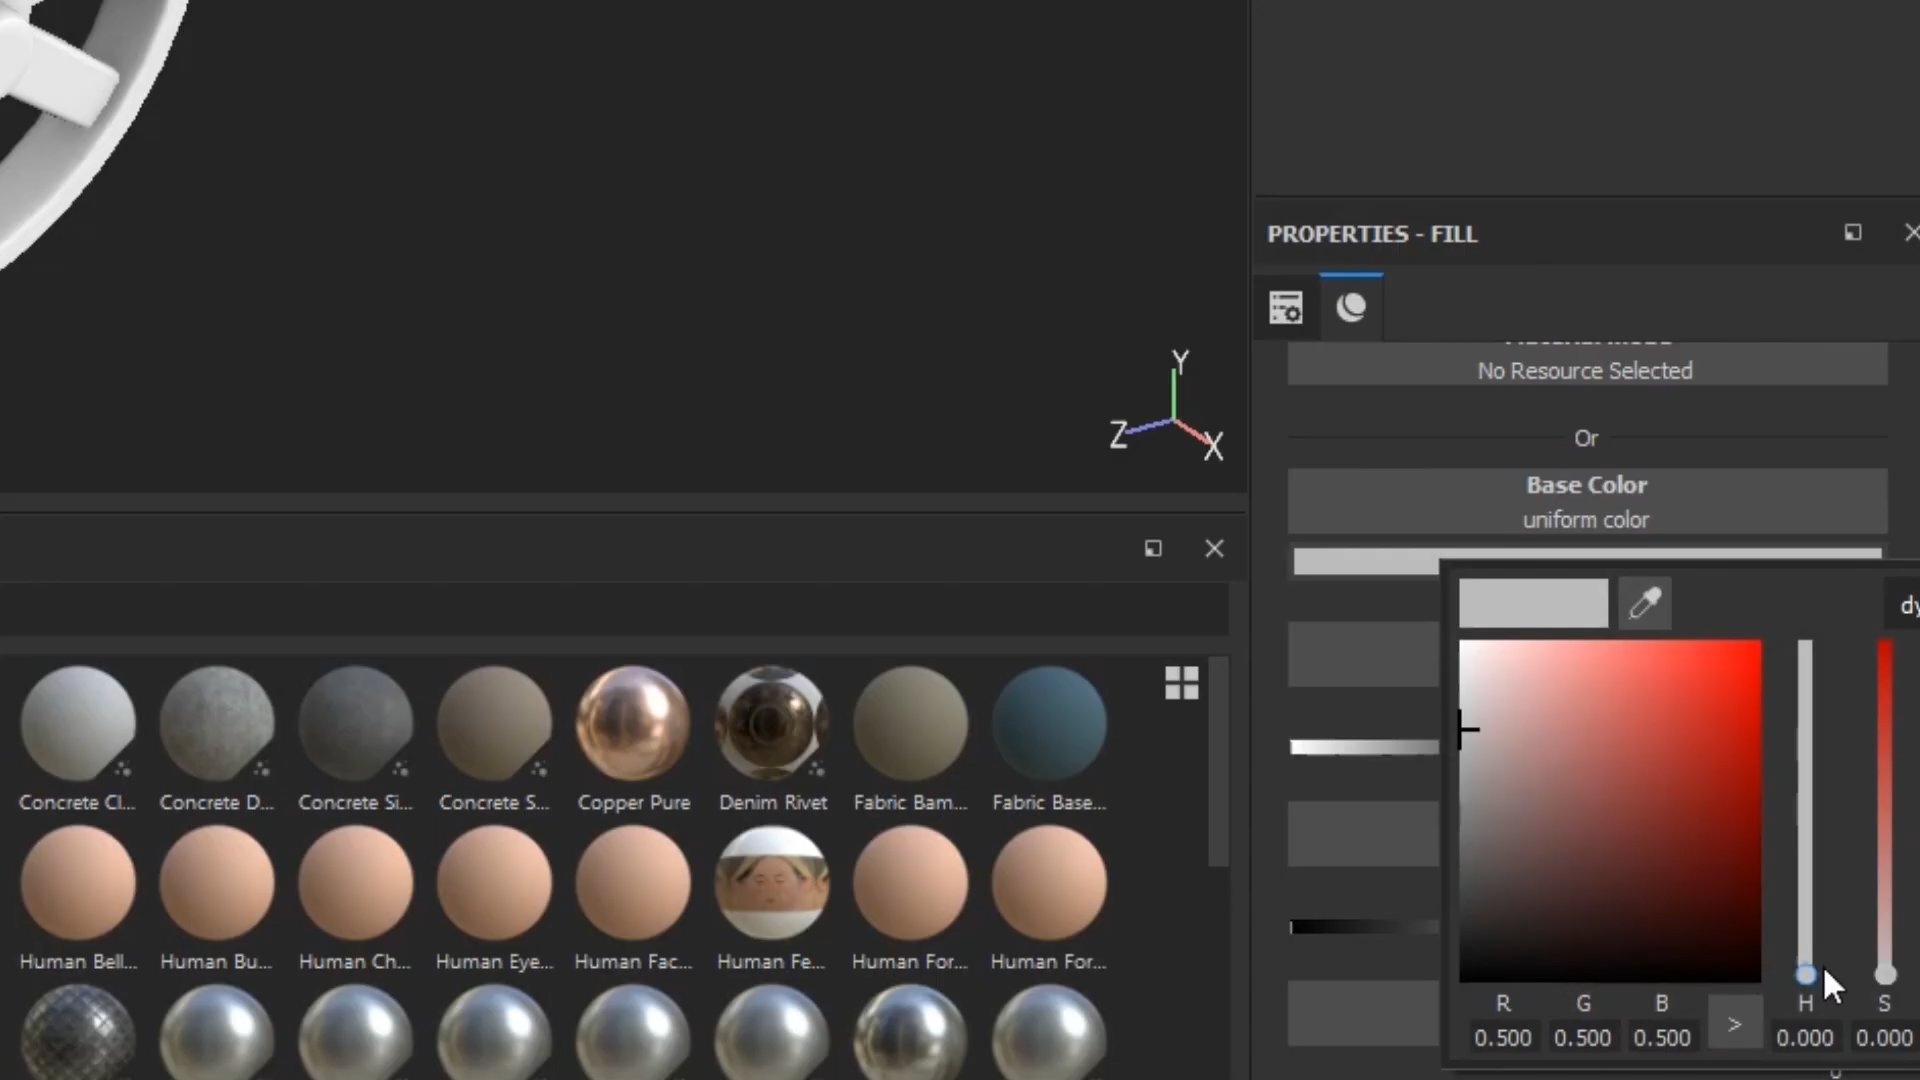 Y
Z
X
PROPERTIES - FILL
No Resource Selected
Or
Base Color
uniform color
dy
Concrete Cl... Concrete D... Concrete Si... Concrete S... Copper Pure Denim Rivet Fabric Bam... Fabric Base...
Human Bell... Human Bu... Human Ch... Human Eye... Human Fac... Human Fe... Human For... Human For...
R G B > H S
0.500 0.500 0.500 0.000 0.000